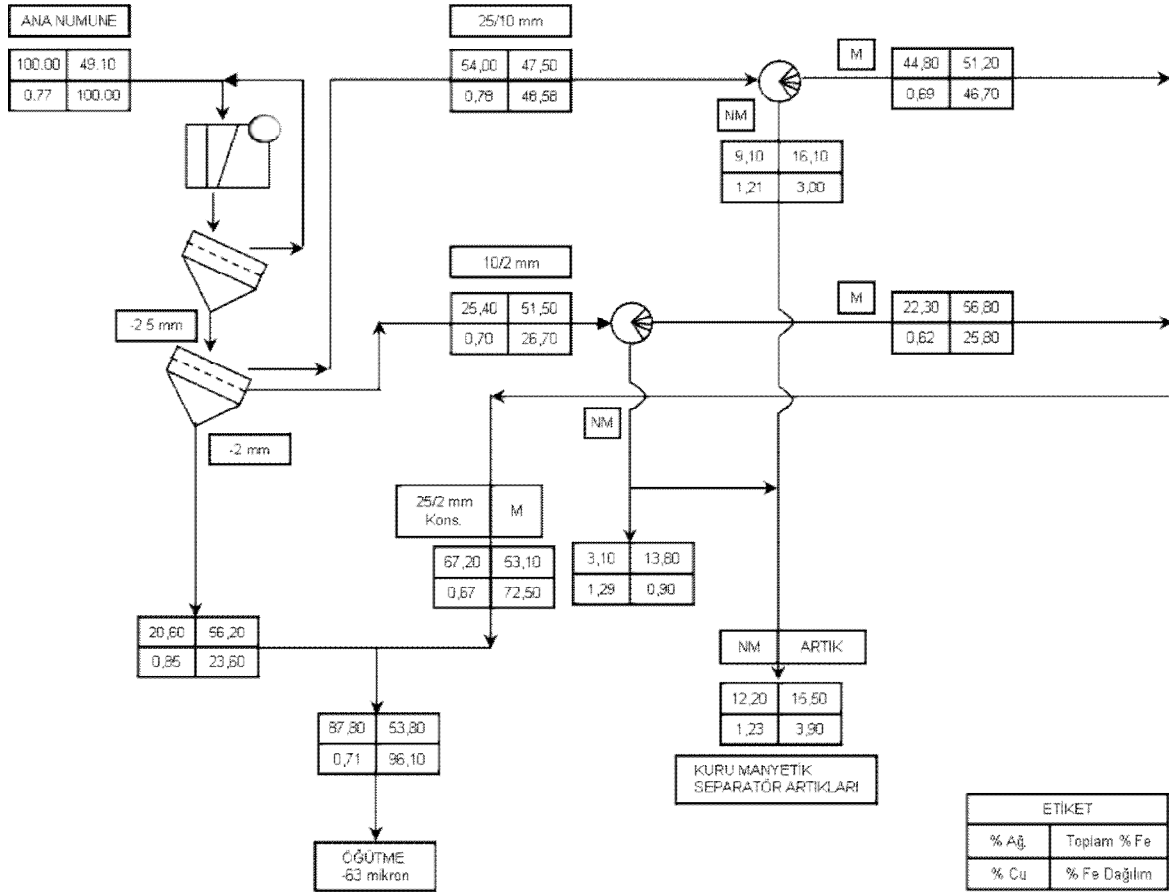 ANA NUMUNE
100.00 49.10
0.77 100.00
25/10 mm
54,00 47,50
0,78 48,58
M
44,80 51,20
0,69 46,70
NM
9,10 16,10
1,21 3,00
10/2 mm
25,40 51,50
0,70 26,70
M
22,30 56,80
0,62 25,80
-25 mm
NM
-2 mm
25/2 mm M
Kons.
67,20 53,10
0,67 72,50
3,10 13,80
1,29 0,90
20,60 56,20
0,85 23,60
NM ARTIK
12,20 15,50
1,23 3,90
87,80 53,80
0,71 96,10
KURU MANYETİK
SEPARATÖR ARTIKLARI
ÖĞÜTME
-63 mikron
ETİKET
% Ağ. Toplam % Fe
% Cu % Fe Dağılım